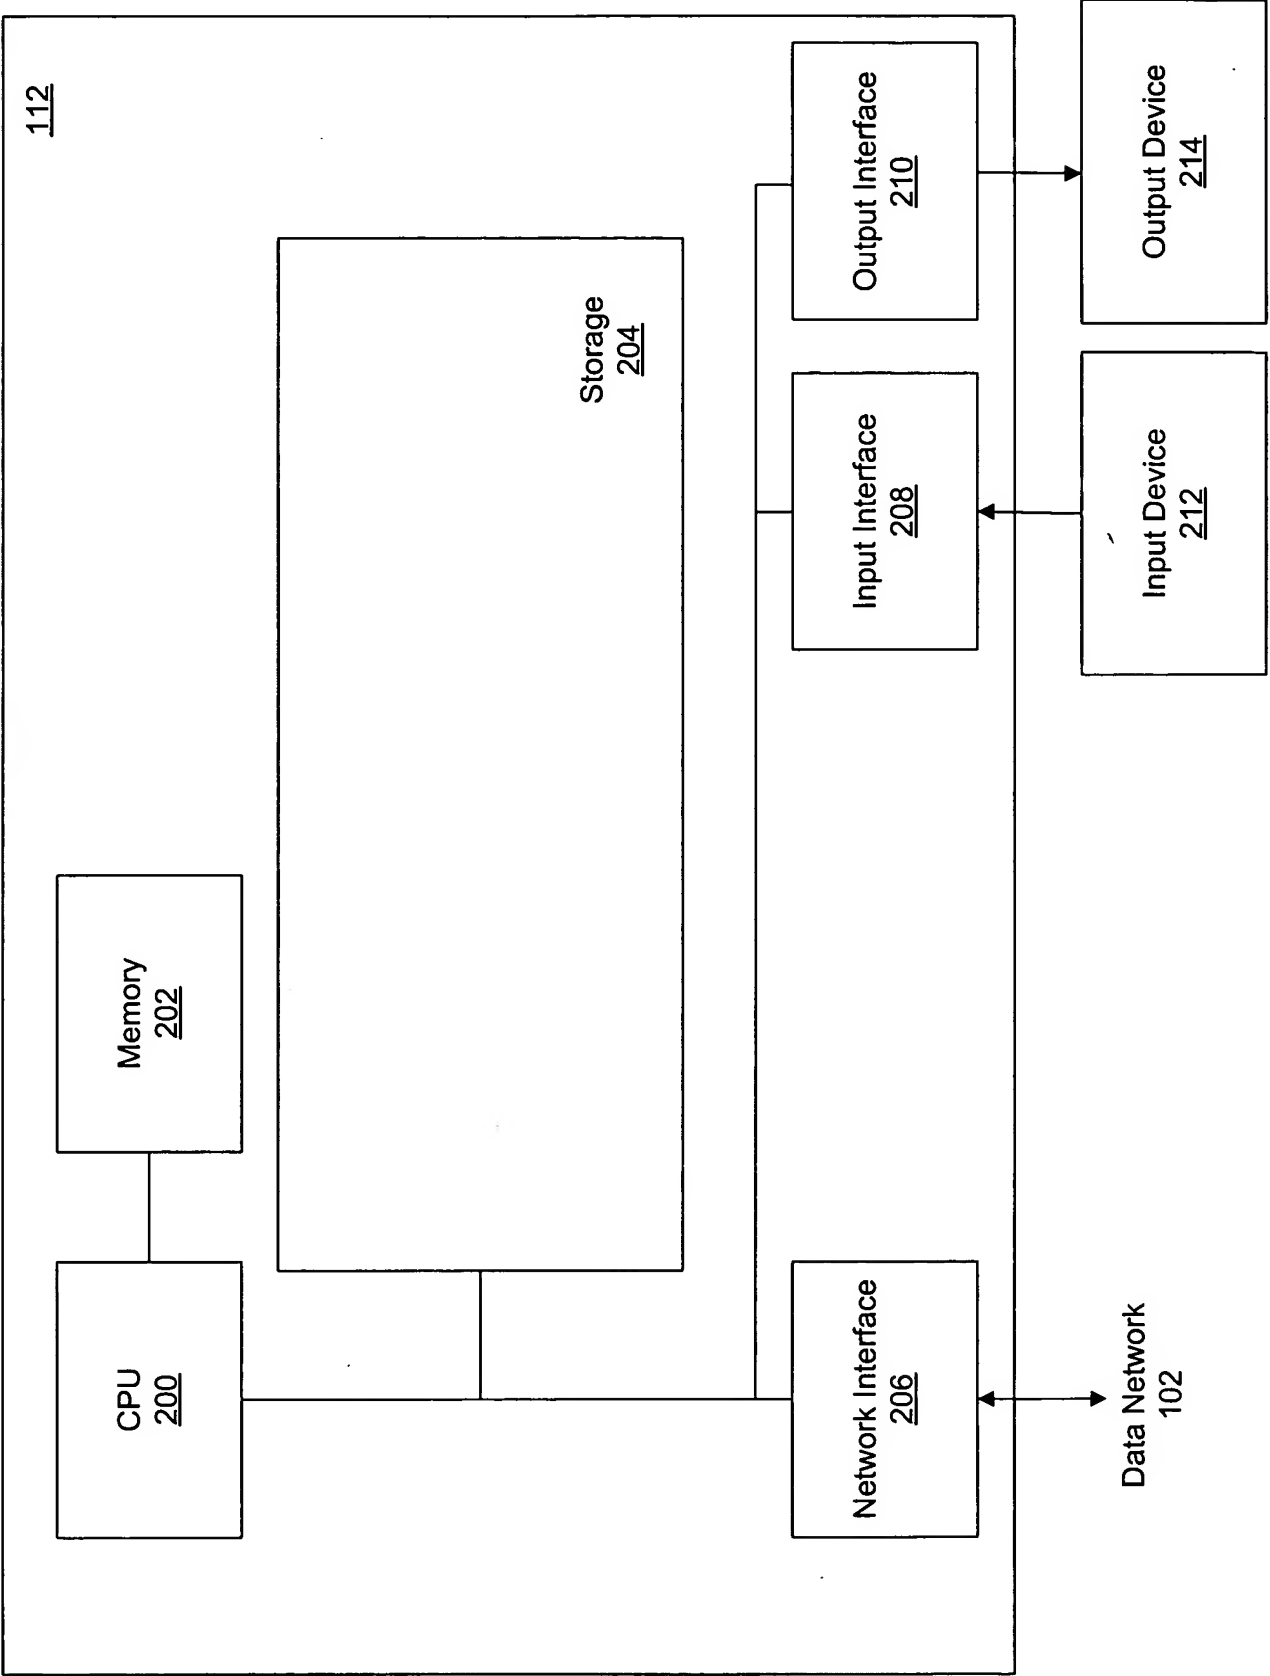 112
CPU
200
Memory
202
Storage
204
Network Interface
206
Input Interface
208
Output Interface
210
Data Network
102
Input Device
212
Output Device
214